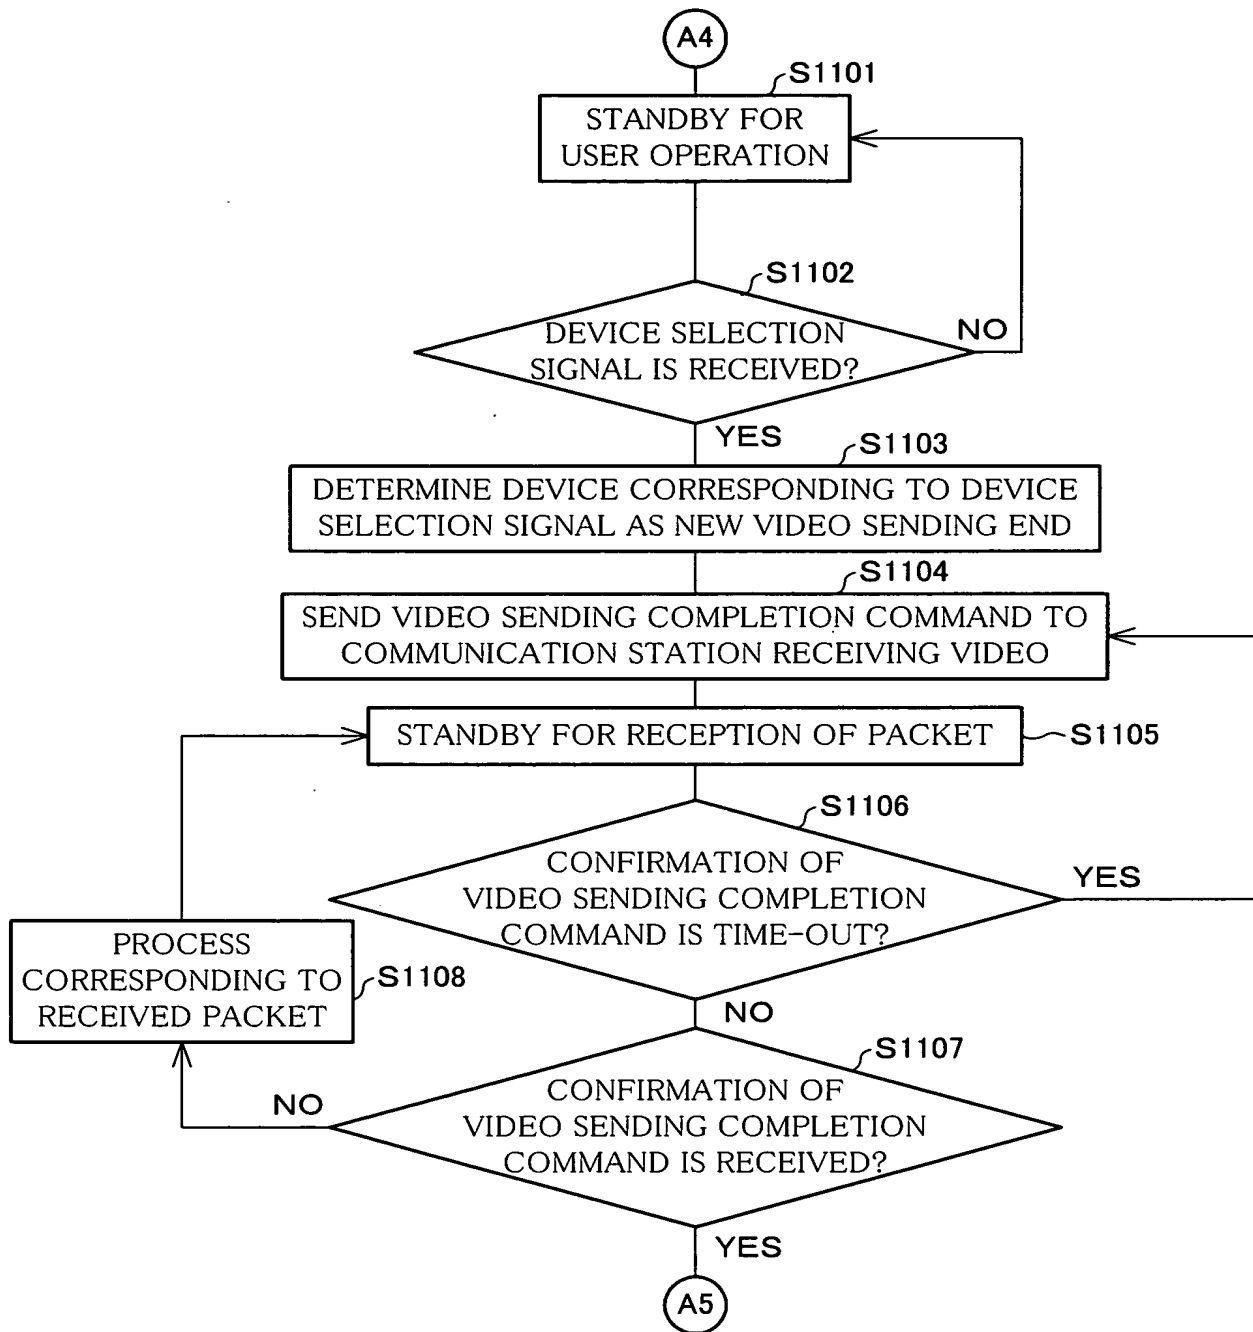 A4
S1101
STANDBY FOR
USER OPERATION
S1102
DEVICE SELECTION
SIGNAL IS RECEIVED?
NO
YES
S1103
DETERMINE DEVICE CORRESPONDING TO DEVICE
SELECTION SIGNAL AS NEW VIDEO SENDING END
S1104
SEND VIDEO SENDING COMPLETION COMMAND TO
COMMUNICATION STATION RECEIVING VIDEO
STANDBY FOR RECEPTION OF PACKET
S1105
S1106
CONFIRMATION OF
VIDEO SENDING COMPLETION
COMMAND IS TIME-OUT?
YES
NO
PROCESS
CORRESPONDING TO
RECEIVED PACKET
S1108
S1107
CONFIRMATION OF
VIDEO SENDING COMPLETION
COMMAND IS RECEIVED?
NO
YES
A5